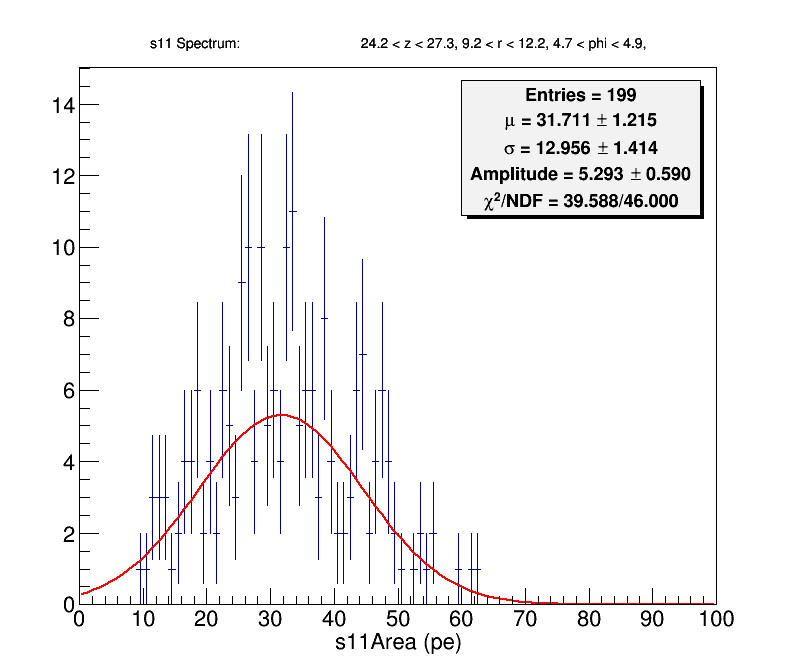 s11 Spectrum: 24.2 < z < 27.3, 9.2 < r < 12.2, 4.7 < phi < 4.9,
Entries = 199
μ = 31.711 ± 1.215
σ = 12.956 ± 1.414
Amplitude = 5.293 ± 0.590
χ²/NDF = 39.588/46.000
14
12
10
8
6
4
2
0
0 10 20 30 40 50 60 70 80 90 100
s11Area (pe)